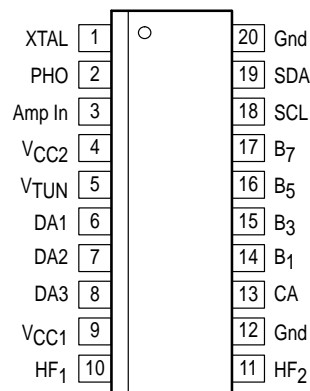 XTAL 1 20 Gnd
PHO 2 19 SDA
Amp In 3 18 SCL
VCC2 4 17 B7
VTUN 5 16 B5
DA1 6 15 B3
DA2 7 14 B1
DA3 8 13 CA
VCC1 9 12 Gnd
HF1 10 11 HF2